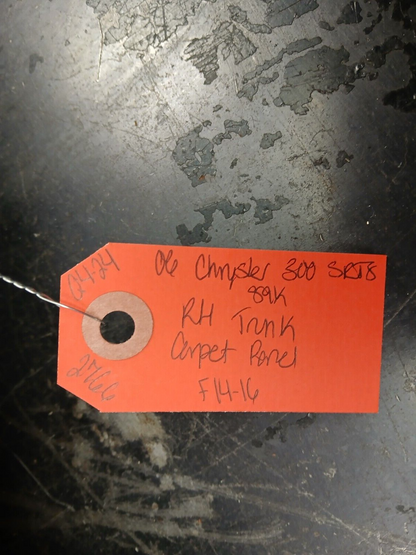 06 Chrysler 300 SRT8
89K
RH Trunk
Carpet Panel
F14-16
2766